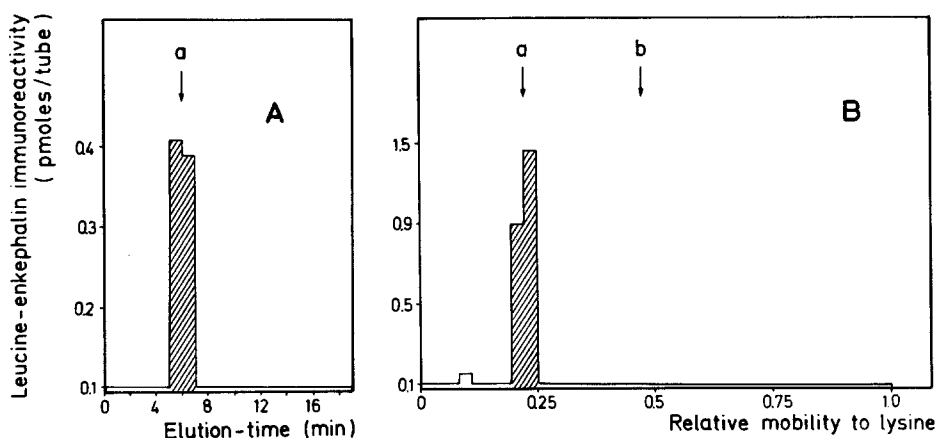 Leucine-enkephalin immunoreactivity
( pmoles/tube)
a
A
0.4
0.3
0.2
0.1
0 4 8 12 16
Elution-time (min)
a b
B
1.5
0.9
0.5
0.1
0 0.25 0.5 0.75 1.0
Relative mobility to lysine